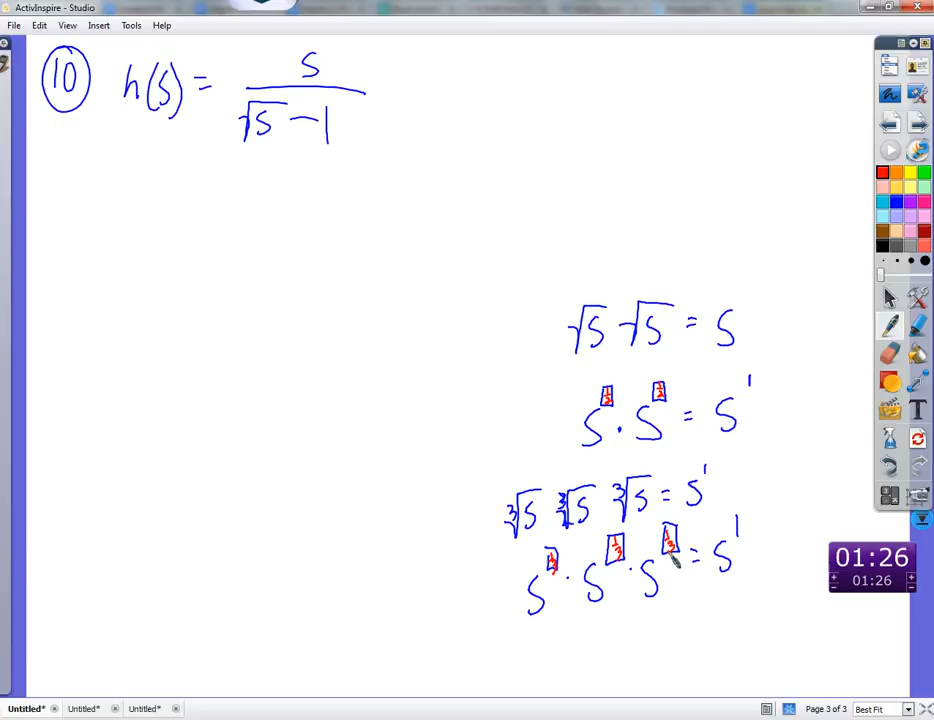 ActivInspire - Studio
File Edit View Insert Tools Help
10 h(s) = s / (√s - 1)
√s √s = s
s^½ · s^½ = s^1
∛s ∛s ∛s = s^1
s^⅓ · s^⅓ · s^⅓ = s^1
01:26
+ 01:26 +
- -
Untitled* Untitled* Untitled* Page 3 of 3 Best Fit